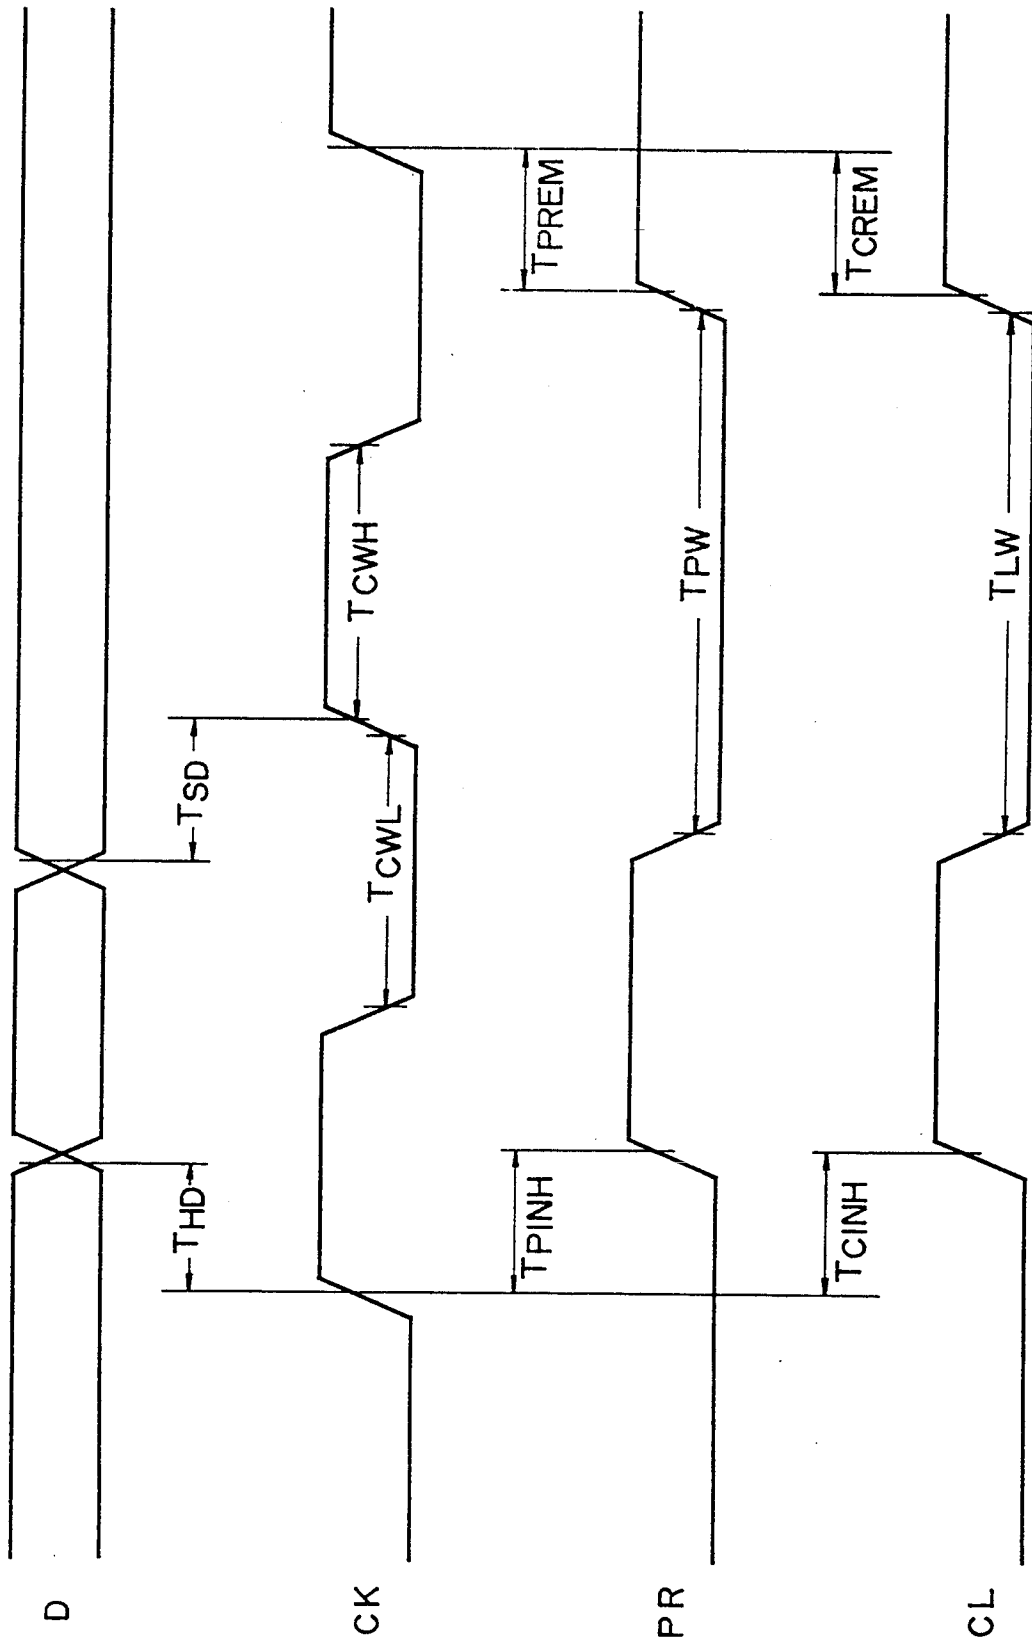 D
THD
TSD
CK
TCWL
TCWH
PR
TPINH
TPW
TPREM
CL
TCINH
TLW
TCREM